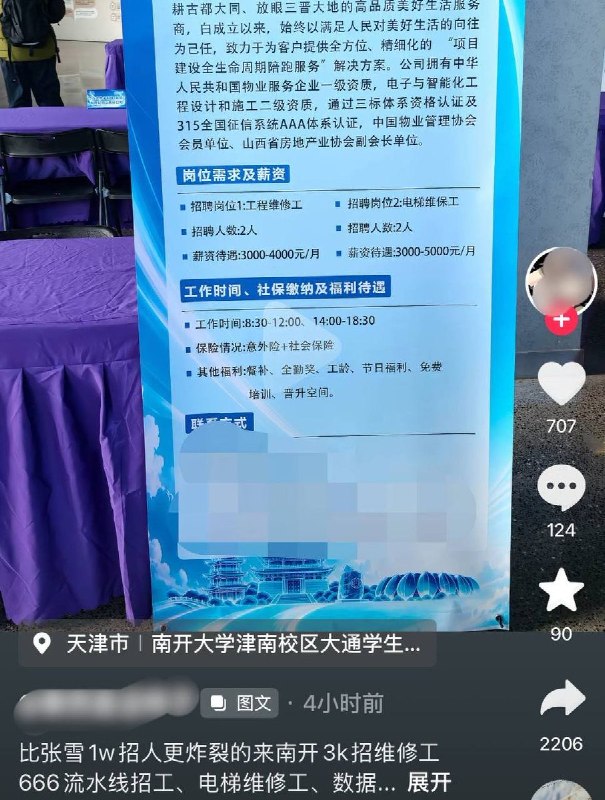 耕古都大同、放眼三晋大地的高品质美好生活服务
商，自成立以来，始终以满足人民对美好生活的向往
为己任，致力于为客户提供全方位、精细化的“项目
建设全生命周期陪跑服务”解决方案。公司拥有中华
人民共和国物业服务企业一级资质，电子与智能化工
程设计和施工二级资质，通过三标体系资格认证及
315全国征信系统AAA体系认证，中国物业管理协会
会员单位、山西省房地产业协会副会长单位。
岗位需求及薪资
招聘岗位1:工程维修工
招聘人数:2人
薪资待遇:3000-4000元/月
招聘岗位2:电梯维保工
招聘人数:2人
薪资待遇:3000-5000元/月
工作时间、社保缴纳及福利待遇
工作时间:8:30-12:00、14:00-18:30
保险情况:意外险+社会保险
其他福利:餐补、全勤奖、工龄、节日福利、免费
培训、晋升空间。
联系方式
707
124
90
2206
天津市 | 南开大学津南校区大通学生...
图文 · 4小时前
比张雪1w招人更炸裂的来南开3k招维修工
666流水线招工、电梯维修工、数据... 展开